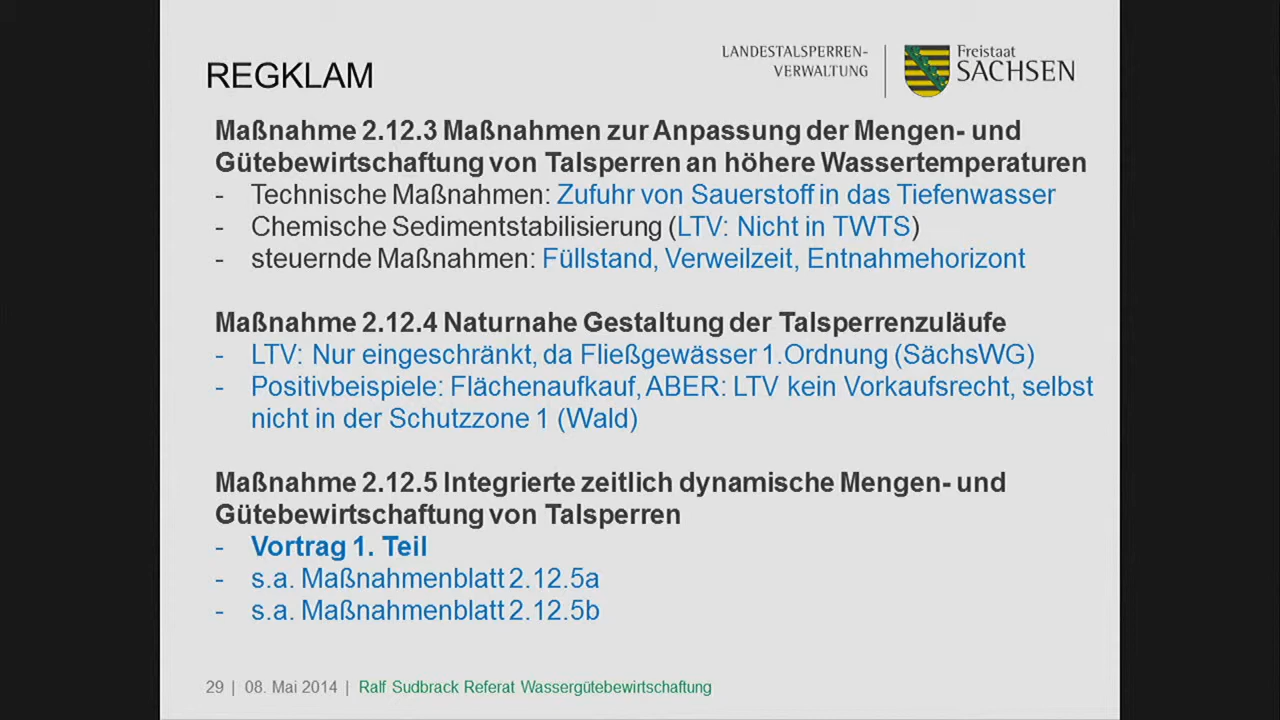 REGKLAM
LANDESTALSPERREN-
VERWALTUNG
Freistaat
SACHSEN
Maßnahme 2.12.3 Maßnahmen zur Anpassung der Mengen- und
Gütebewirtschaftung von Talsperren an höhere Wassertemperaturen
- Technische Maßnahmen: Zufuhr von Sauerstoff in das Tiefenwasser
- Chemische Sedimentstabilisierung (LTV: Nicht in TWTS)
- steuernde Maßnahmen: Füllstand, Verweilzeit, Entnahmehorizont
Maßnahme 2.12.4 Naturnahe Gestaltung der Talsperrenzuläufe
- LTV: Nur eingeschränkt, da Fließgewässer 1.Ordnung (SächsWG)
- Positivbeispiele: Flächenaufkauf, ABER: LTV kein Vorkaufsrecht, selbst
nicht in der Schutzzone 1 (Wald)
Maßnahme 2.12.5 Integrierte zeitlich dynamische Mengen- und
Gütebewirtschaftung von Talsperren
- Vortrag 1. Teil
- s.a. Maßnahmenblatt 2.12.5a
- s.a. Maßnahmenblatt 2.12.5b
29 | 08. Mai 2014 | Ralf Sudbrack Referat Wassergütebewirtschaftung